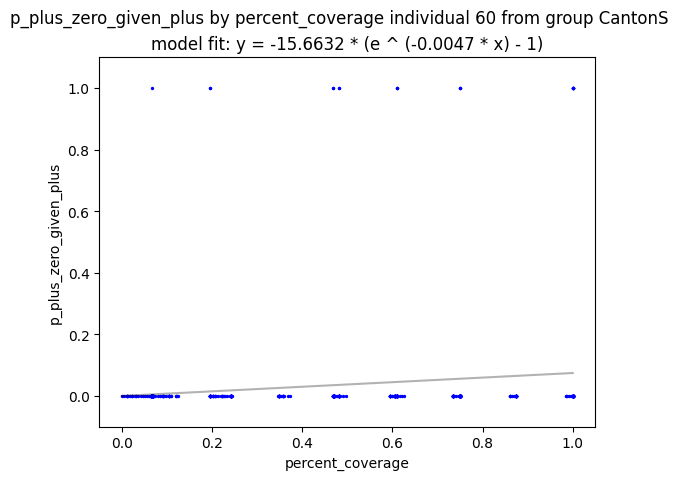 p_plus_zero_given_plus by percent_coverage individual 60 from group CantonS
model fit: y = -15.6632 * (e ^ (-0.0047 * x) - 1)
1.0
0.8
0.6
0.4
0.2
0.0
p_plus_zero_given_plus
0.0 0.2 0.4 0.6 0.8 1.0
percent_coverage